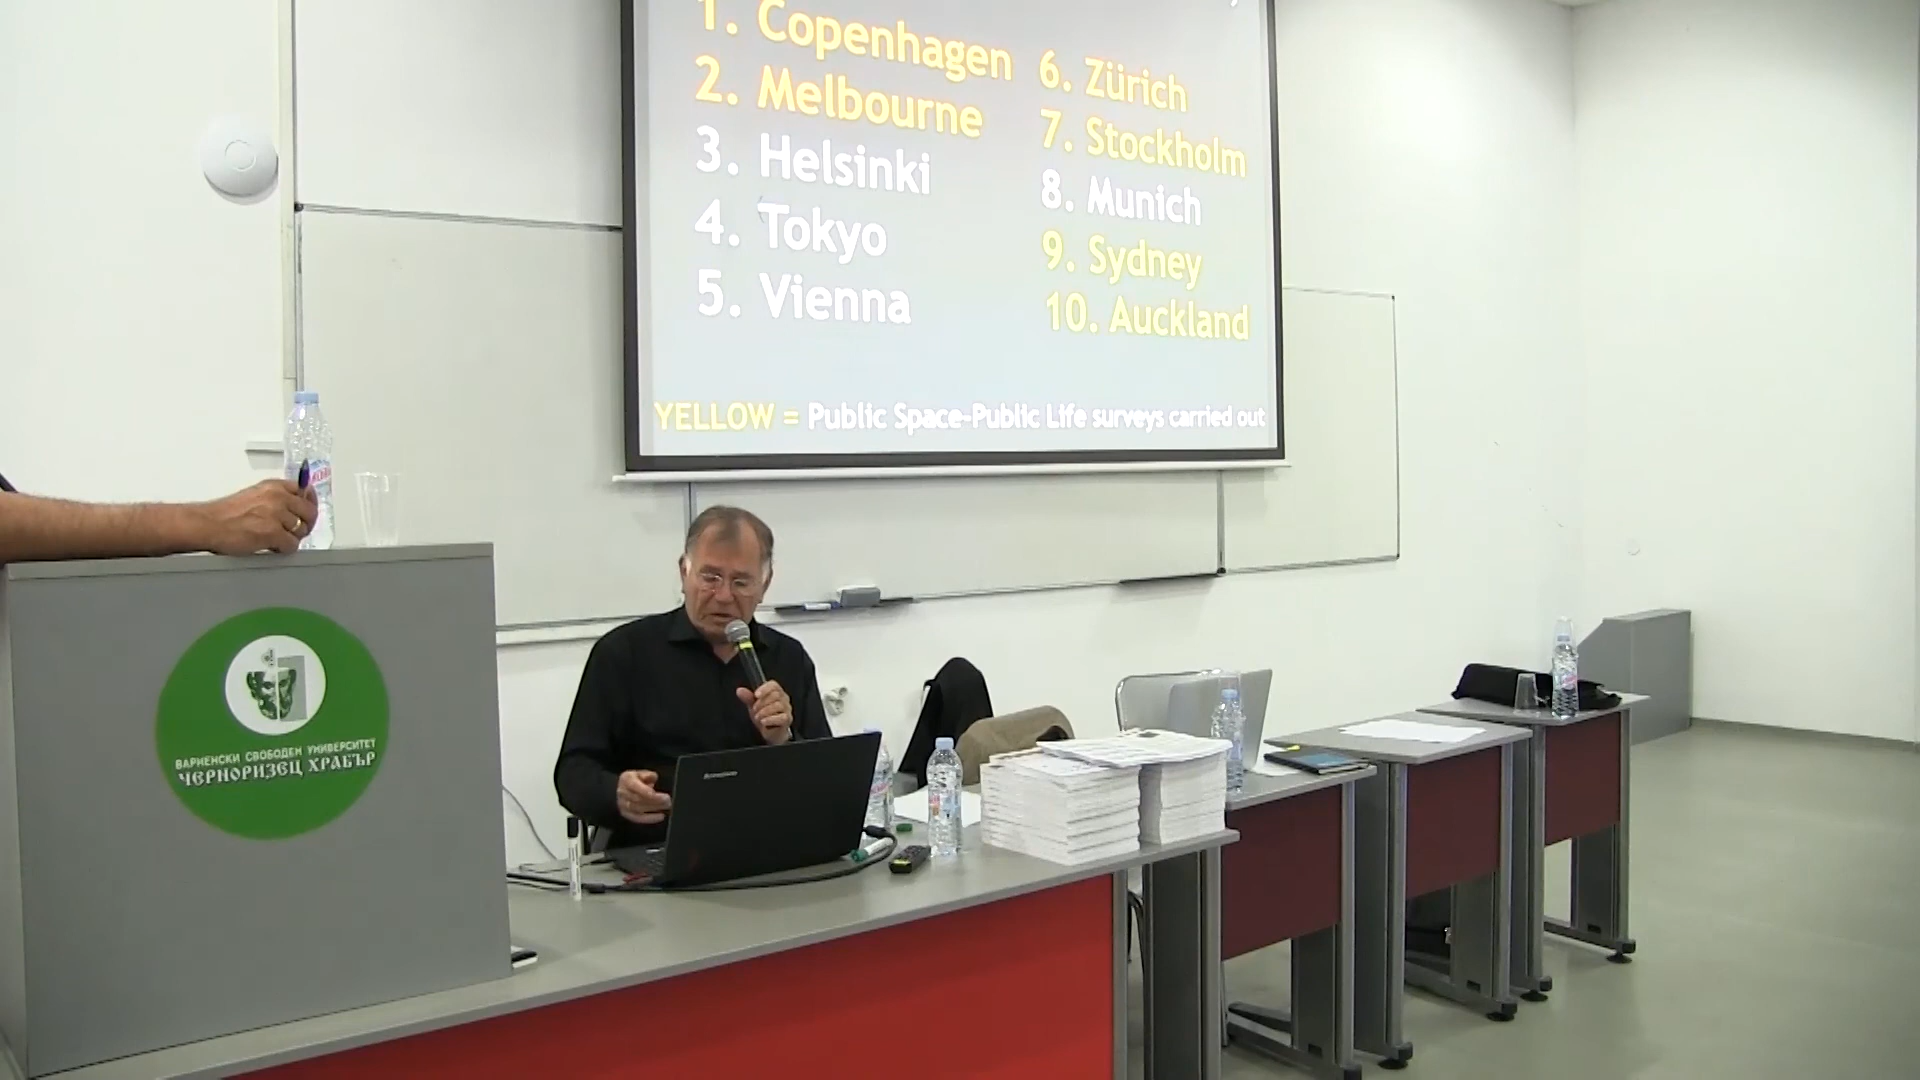 1. Copenhagen
2. Melbourne
3. Helsinki
4. Tokyo
5. Vienna
6. Zürich
7. Stockholm
8. Munich
9. Sydney
10. Auckland
YELLOW = Public Space-Public Life surveys carried out
ВАРНЕНСКИ СВОБОДЕН УНИВЕРСИТЕТ
ЧЕРНОРИЗЕЦ ХРАБЪР
lenovo